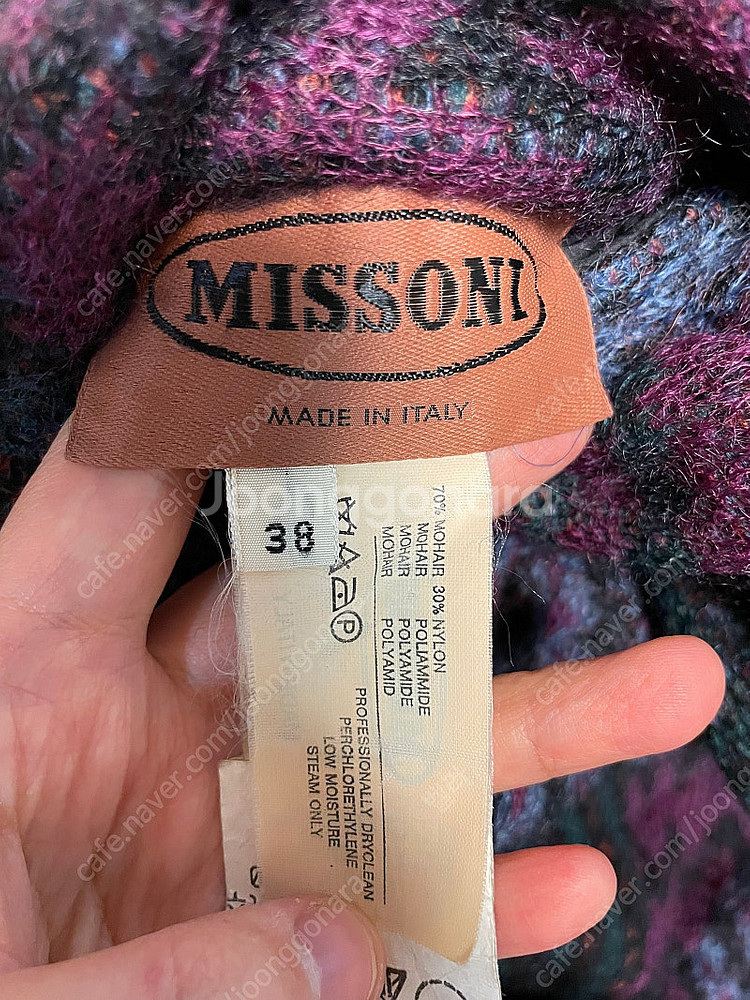 MISSONI
MADE IN ITALY
38
70% MOHAIR 30% NYLON
MOHAIR POLIAMMIDE
MOHAIR POLYAMIDE
MOHAIR POLYAMID
PROFESSIONALLY DRYCLEAN
PERCHLORETHYLENE
LOW MOISTURE
STEAM ONLY
Joonggonara
cafe.naver.com/joonggonara